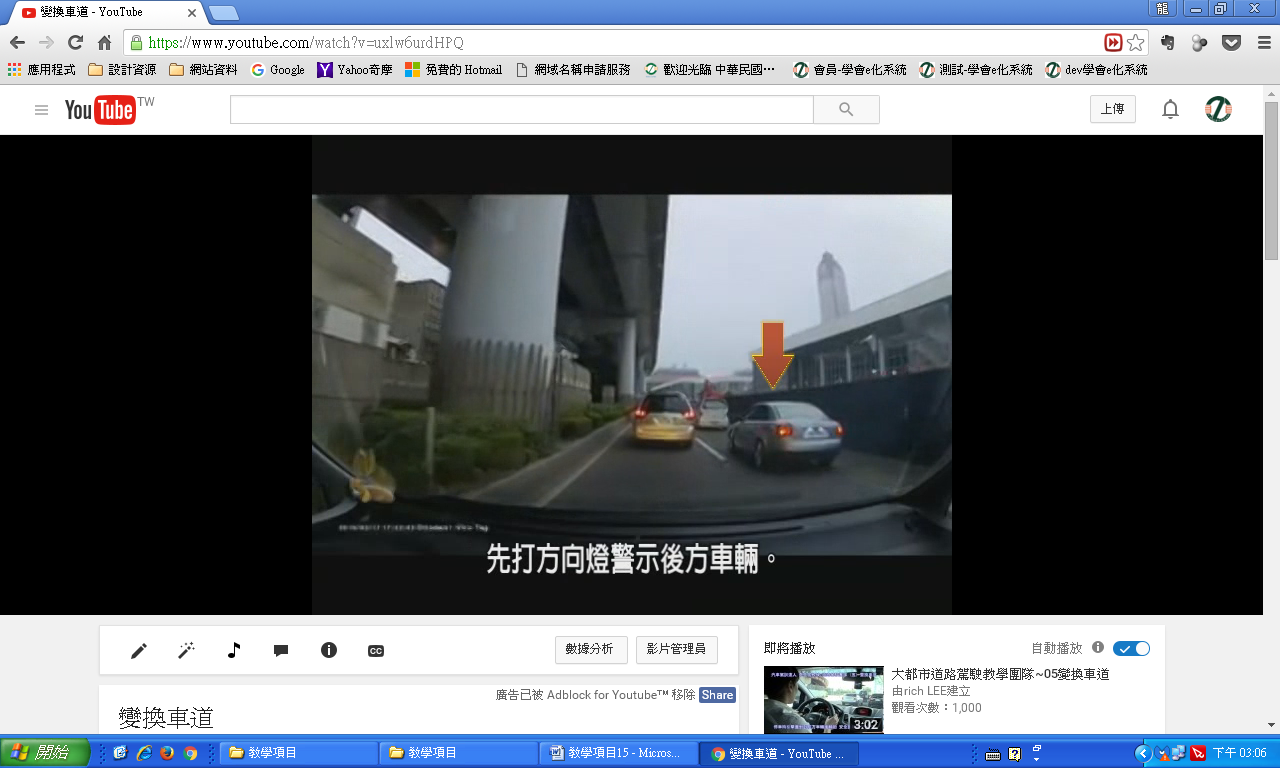 變換車道 - YouTube
龍
https://www.youtube.com/watch?v=uxlw6urdHPQ
應用程式 設計資源 網站資料 Google Yahoo奇摩 免費的 Hotmail 網域名稱申請服務 歡迎光臨 中華民國… 會員-學會e化系統 測試-學會e化系統 dev學會e化系統
YouTube TW
上傳
先打方向燈警示後方車輛。
數據分析 影片管理員
即將播放 自動播放
大都市道路駕駛教學團隊~05變換車道
由rich LEE建立
觀看次數：1,000
3:02
廣告已被 Adblock for Youtube™ 移除 Share
變換車道
開始 教學項目 教學項目 教學項目15 - Micros... 變換車道 - YouTube ... 下午 03:06